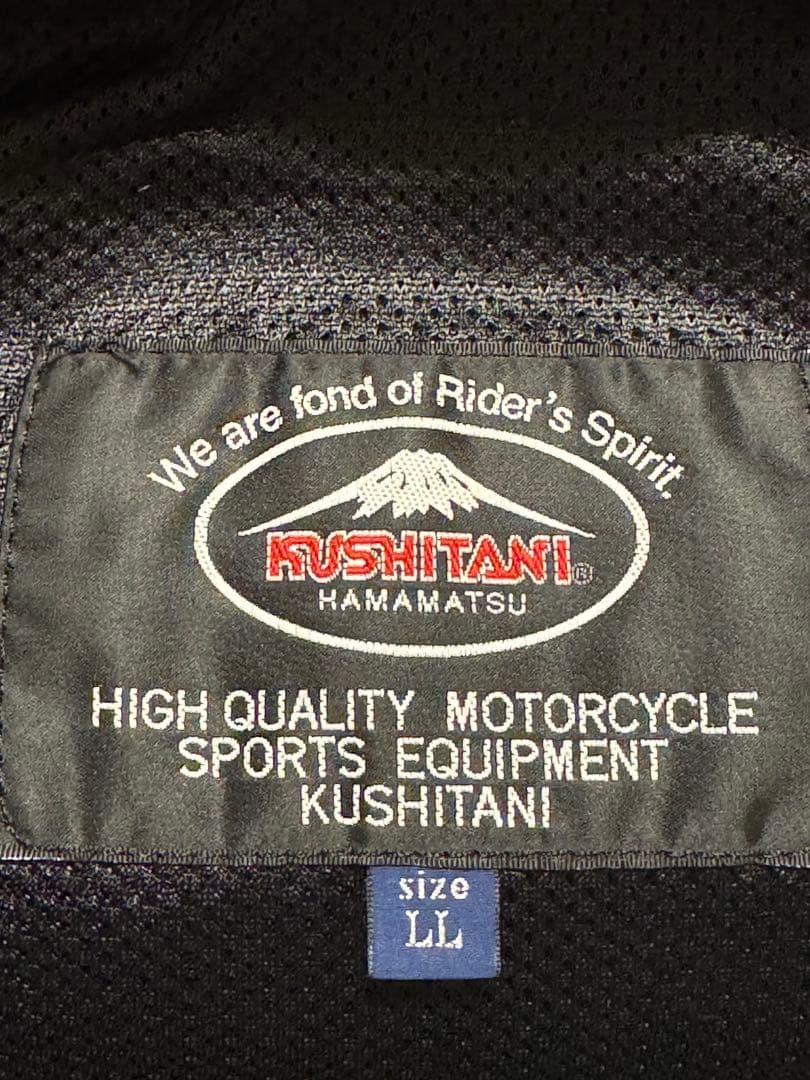 We are fond of Rider's Spirit.
KUSHITANI®
HAMAMATSU
HIGH QUALITY MOTORCYCLE
SPORTS EQUIPMENT
KUSHITANI
size
LL